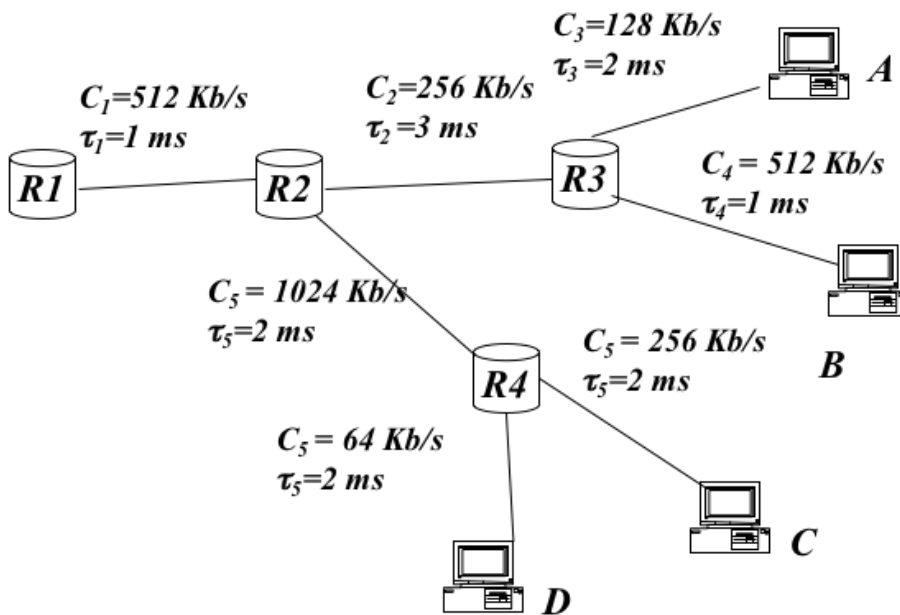 C₃=128 Kb/s
τ₃=2 ms
A
C₁=512 Kb/s
τ₁=1 ms
C₂=256 Kb/s
τ₂=3 ms
R1
R2
R3
C₄ = 512 Kb/s
τ₄=1 ms
B
C₅ = 1024 Kb/s
τ₅=2 ms
C₅ = 256 Kb/s
τ₅=2 ms
R4
C₅ = 64 Kb/s
τ₅=2 ms
C
D